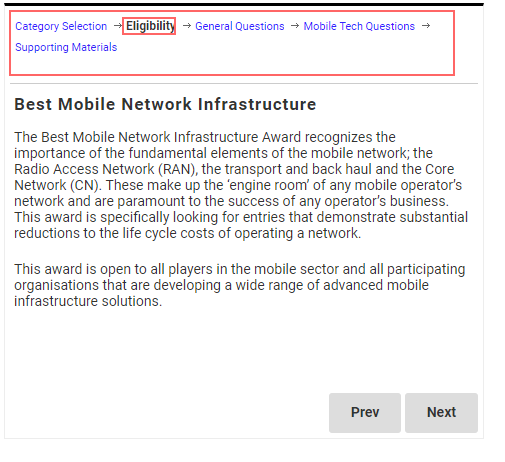 Category Selection → Eligibility → General Questions → Mobile Tech Questions →
Supporting Materials
Best Mobile Network Infrastructure
The Best Mobile Network Infrastructure Award recognizes the
importance of the fundamental elements of the mobile network; the
Radio Access Network (RAN), the transport and back haul and the Core
Network (CN). These make up the ‘engine room’ of any mobile operator’s
network and are paramount to the success of any operator’s business.
This award is specifically looking for entries that demonstrate substantial
reductions to the life cycle costs of operating a network.
This award is open to all players in the mobile sector and all participating
organisations that are developing a wide range of advanced mobile
infrastructure solutions.
Prev Next